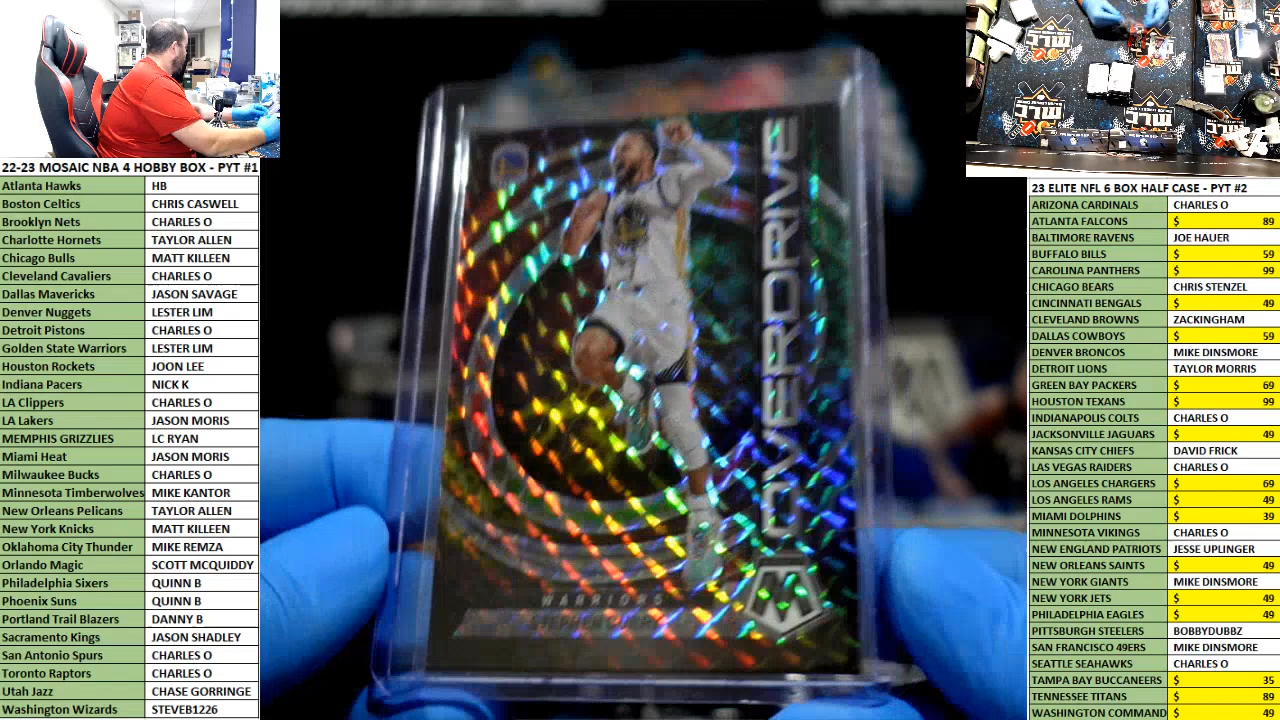 22-23 MOSAIC NBA 4 HOBBY BOX - PYT #1
Atlanta Hawks HB
Boston Celtics CHRIS CASWELL
Brooklyn Nets CHARLES O
Charlotte Hornets TAYLOR ALLEN
Chicago Bulls MATT KILLEEN
Cleveland Cavaliers CHARLES O
Dallas Mavericks JASON SAVAGE
Denver Nuggets LESTER LIM
Detroit Pistons CHARLES O
Golden State Warriors LESTER LIM
Houston Rockets JOON LEE
Indiana Pacers NICK K
LA Clippers CHARLES O
LA Lakers JASON MORIS
MEMPHIS GRIZZLIES LC RYAN
Miami Heat JASON MORIS
Milwaukee Bucks CHARLES O
Minnesota Timberwolves MIKE KANTOR
New Orleans Pelicans TAYLOR ALLEN
New York Knicks MATT KILLEEN
Oklahoma City Thunder MIKE REMZA
Orlando Magic SCOTT MCQUIDDY
Philadelphia Sixers QUINN B
Phoenix Suns QUINN B
Portland Trail Blazers DANNY B
Sacramento Kings JASON SHADLEY
San Antonio Spurs CHARLES O
Toronto Raptors CHARLES O
Utah Jazz CHASE GORRINGE
Washington Wizards STEVEB1226
OVERDRIVE
WARRIORS
STEPHEN CURRY
23 ELITE NFL 6 BOX HALF CASE - PYT #2
ARIZONA CARDINALS CHARLES O
ATLANTA FALCONS $ 89
BALTIMORE RAVENS JOE HAUER
BUFFALO BILLS $ 59
CAROLINA PANTHERS $ 99
CHICAGO BEARS CHRIS STENZEL
CINCINNATI BENGALS $ 49
CLEVELAND BROWNS ZACKINGHAM
DALLAS COWBOYS $ 59
DENVER BRONCOS MIKE DINSMORE
DETROIT LIONS TAYLOR MORRIS
GREEN BAY PACKERS $ 69
HOUSTON TEXANS $ 99
INDIANAPOLIS COLTS CHARLES O
JACKSONVILLE JAGUARS $ 49
KANSAS CITY CHIEFS DAVID FRICK
LAS VEGAS RAIDERS CHARLES O
LOS ANGELES CHARGERS $ 69
LOS ANGELES RAMS $ 49
MIAMI DOLPHINS $ 39
MINNESOTA VIKINGS CHARLES O
NEW ENGLAND PATRIOTS JESSE UPLINGER
NEW ORLEANS SAINTS $ 49
NEW YORK GIANTS MIKE DINSMORE
NEW YORK JETS $ 49
PHILADELPHIA EAGLES $ 49
PITTSBURGH STEELERS BOBBYDUBBZ
SAN FRANCISCO 49ERS MIKE DINSMORE
SEATTLE SEAHAWKS CHARLES O
TAMPA BAY BUCCANEERS $ 35
TENNESSEE TITANS $ 89
WASHINGTON COMMAND $ 49